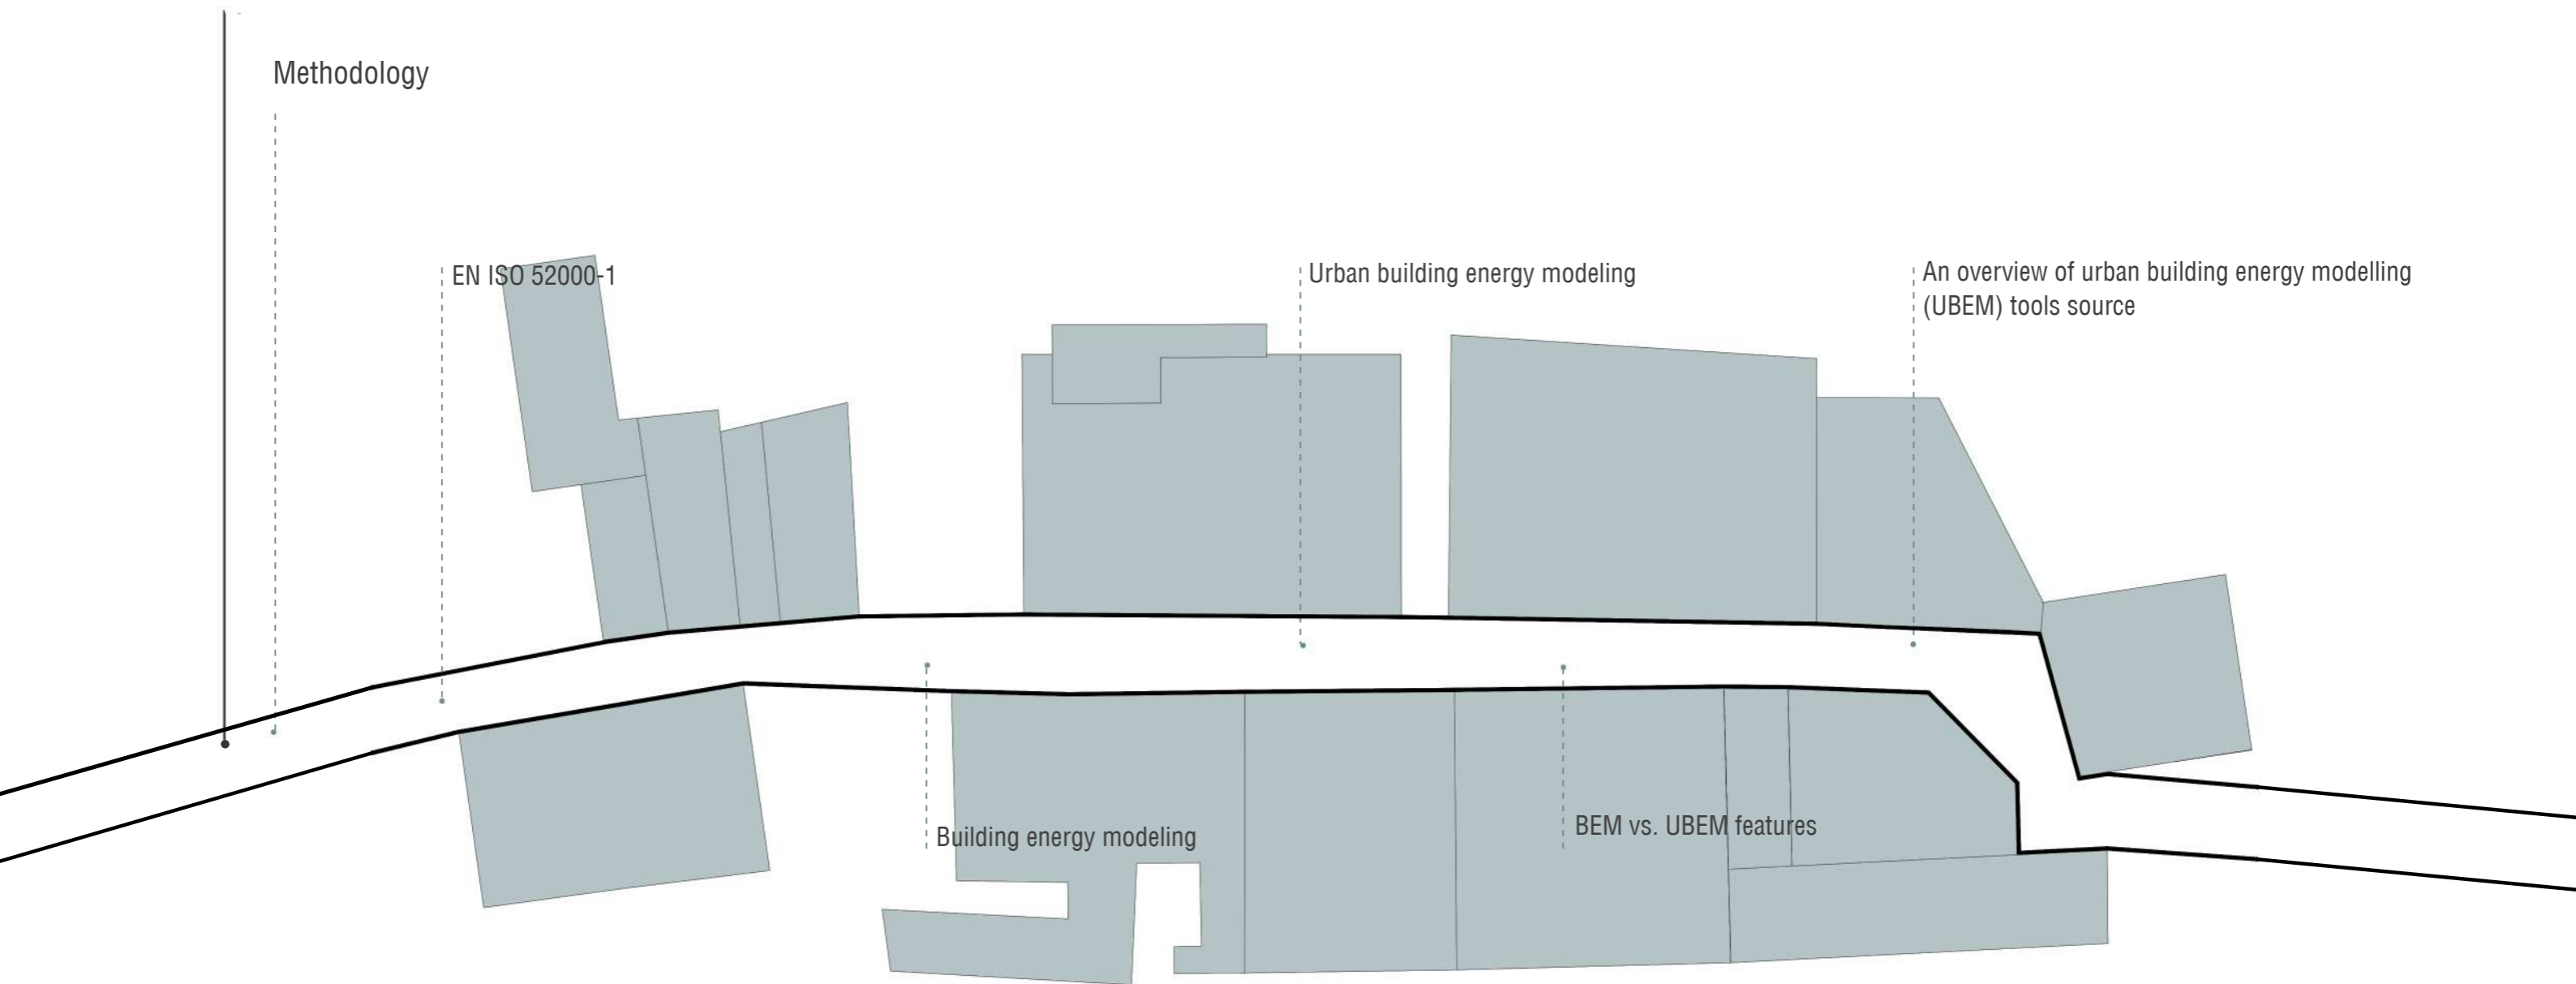 Methodology
EN ISO 52000-1
Urban building energy modeling
An overview of urban building energy modelling
(UBEM) tools source
Building energy modeling
BEM vs. UBEM features